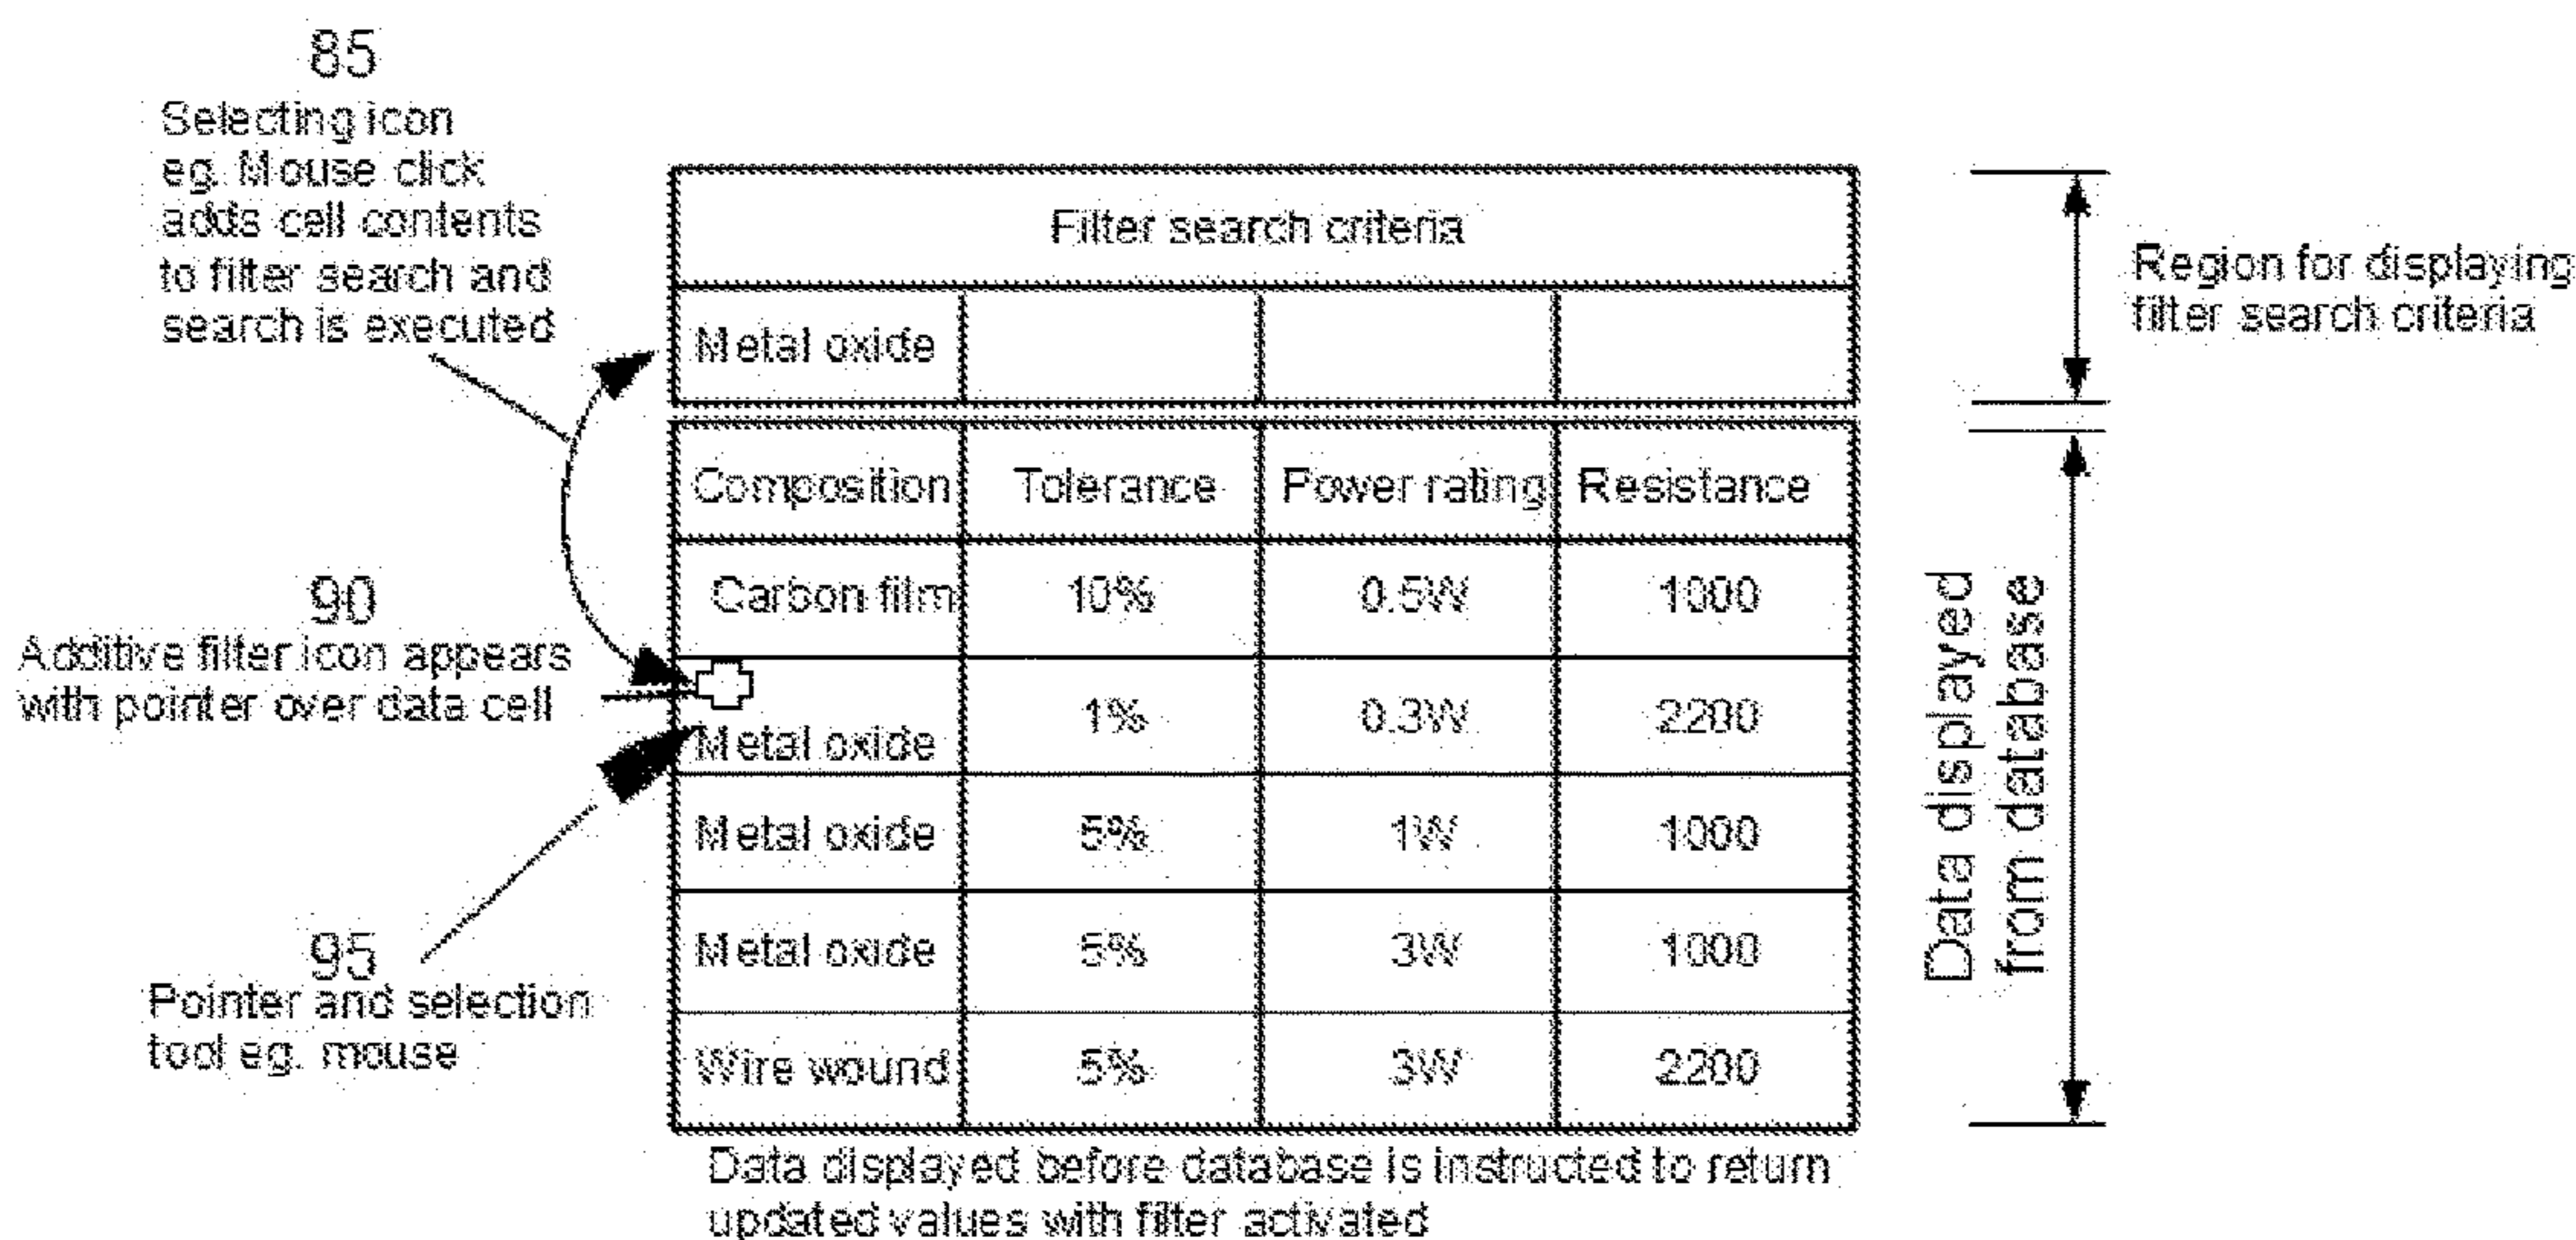 85
Selecting icon
eg. Mouse click
adds cell contents
to filter search and
search is executed
90
Additive filter icon appears
with pointer over data cell
95
Pointer and selection
tool eg. mouse
Filter search criteria
Metal oxide
Composition Tolerance Power rating Resistance
Carbon film 10% 0.5W 1000
Metal oxide 1% 0.3W 2200
Metal oxide 5% 1W 1000
Metal oxide 5% 3W 1000
Wire wound 5% 3W 2200
Data displayed before database is instructed to return
updated values with filter activated
Region for displaying
filter search criteria
Data displayed
from database